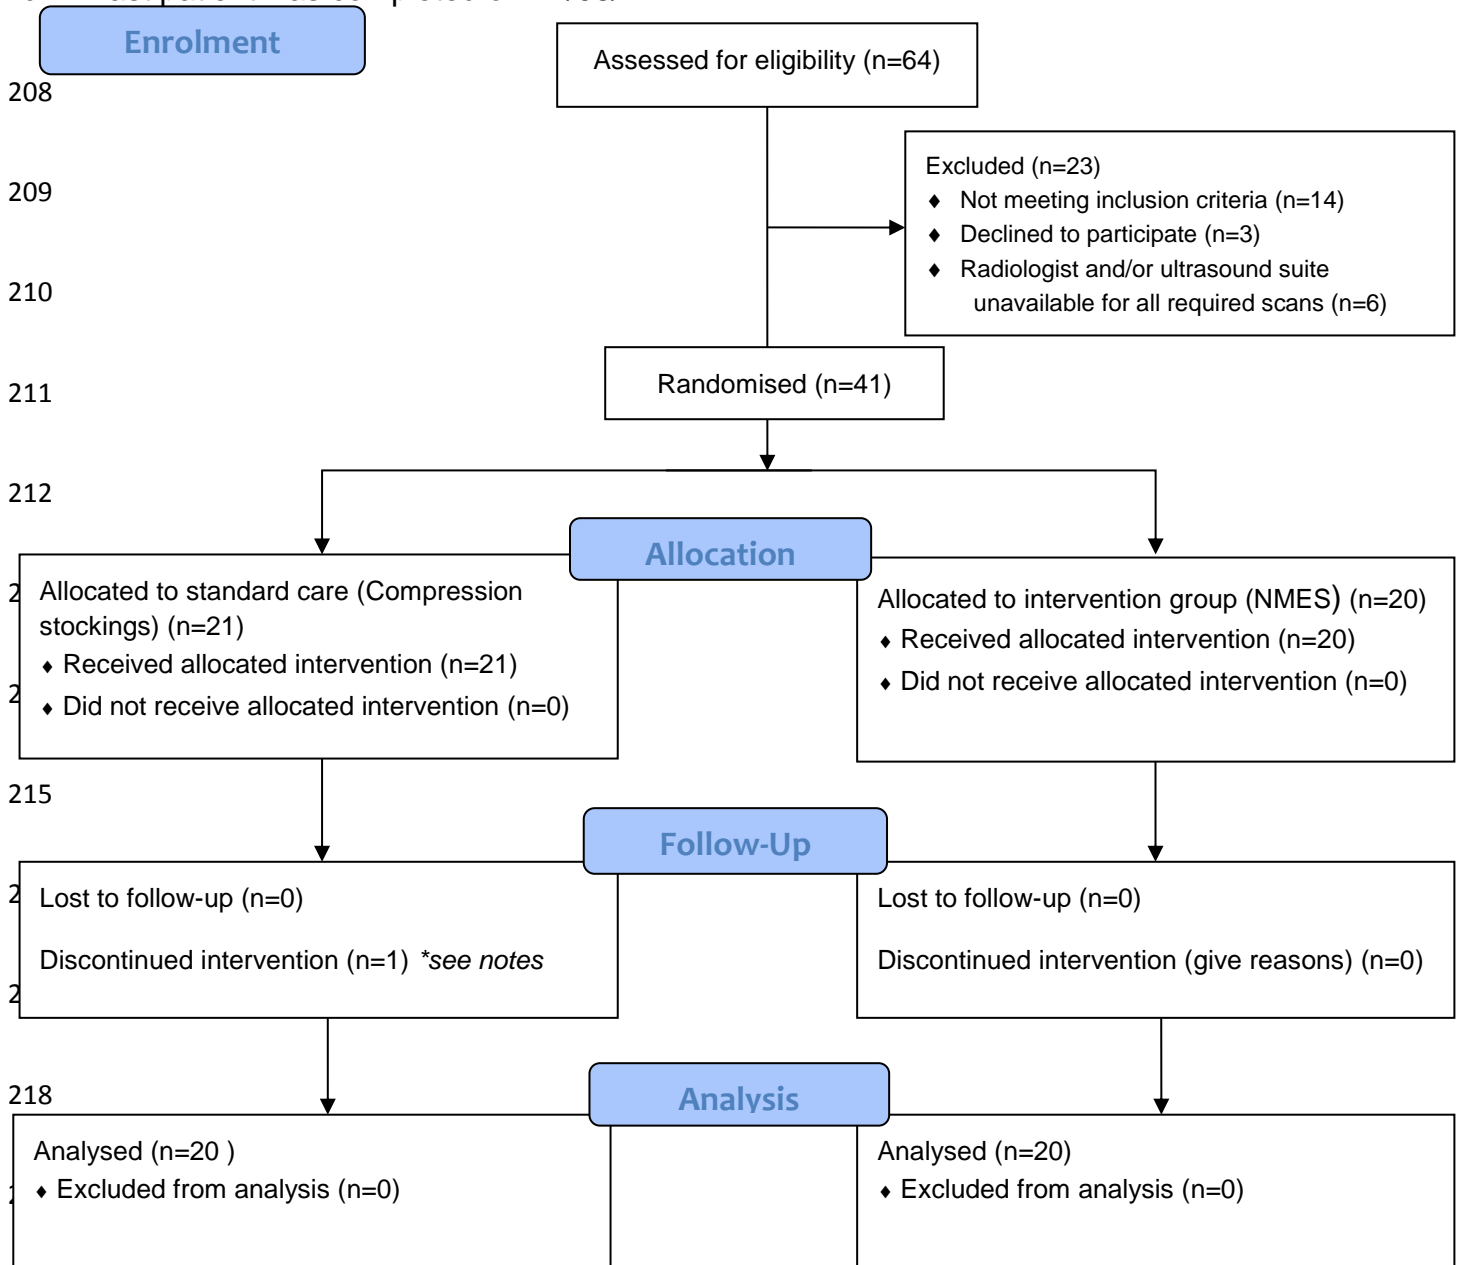 Enrolment
Assessed for eligibility (n=64)
208
Excluded (n=23)
♦ Not meeting inclusion criteria (n=14)
209
♦ Declined to participate (n=3)
♦ Radiologist and/or ultrasound suite
unavailable for all required scans (n=6)
210
Randomised (n=41)
211
212
Allocation
Allocated to standard care (Compression
stockings) (n=21)
♦ Received allocated intervention (n=21)
♦ Did not receive allocated intervention (n=0)
Allocated to intervention group (NMES) (n=20)
♦ Received allocated intervention (n=20)
♦ Did not receive allocated intervention (n=0)
215
Follow-Up
Lost to follow-up (n=0)
Discontinued intervention (n=1) *see notes
Lost to follow-up (n=0)
Discontinued intervention (give reasons) (n=0)
218
Analysis
Analysed (n=20 )
♦ Excluded from analysis (n=0)
Analysed (n=20)
♦ Excluded from analysis (n=0)